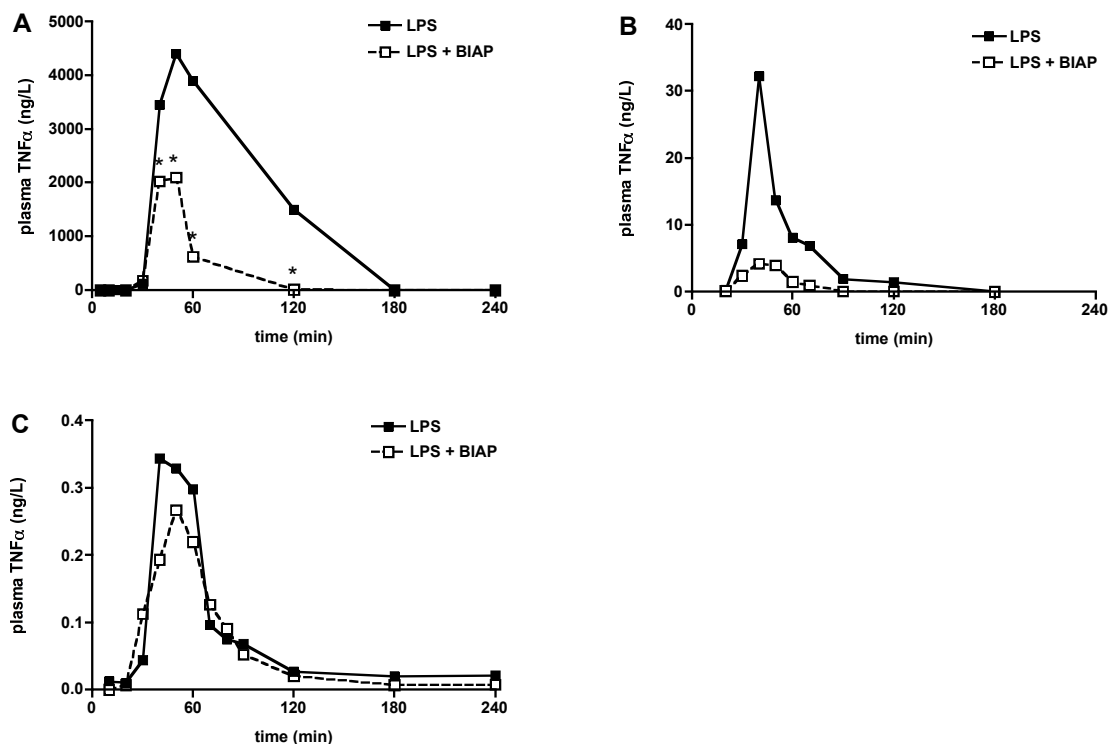 A
5000
4000
3000
2000
1000
0
plasma TNFα (ng/L)
LPS
LPS + BIAP
*
*
*
*
0 60 120 180 240
time (min)
B
40
30
20
10
0
plasma TNFα (ng/L)
LPS
LPS + BIAP
0 60 120 180 240
time (min)
C
0.4
0.3
0.2
0.1
0.0
plasma TNFα (ng/L)
LPS
LPS + BIAP
0 60 120 180 240
time (min)